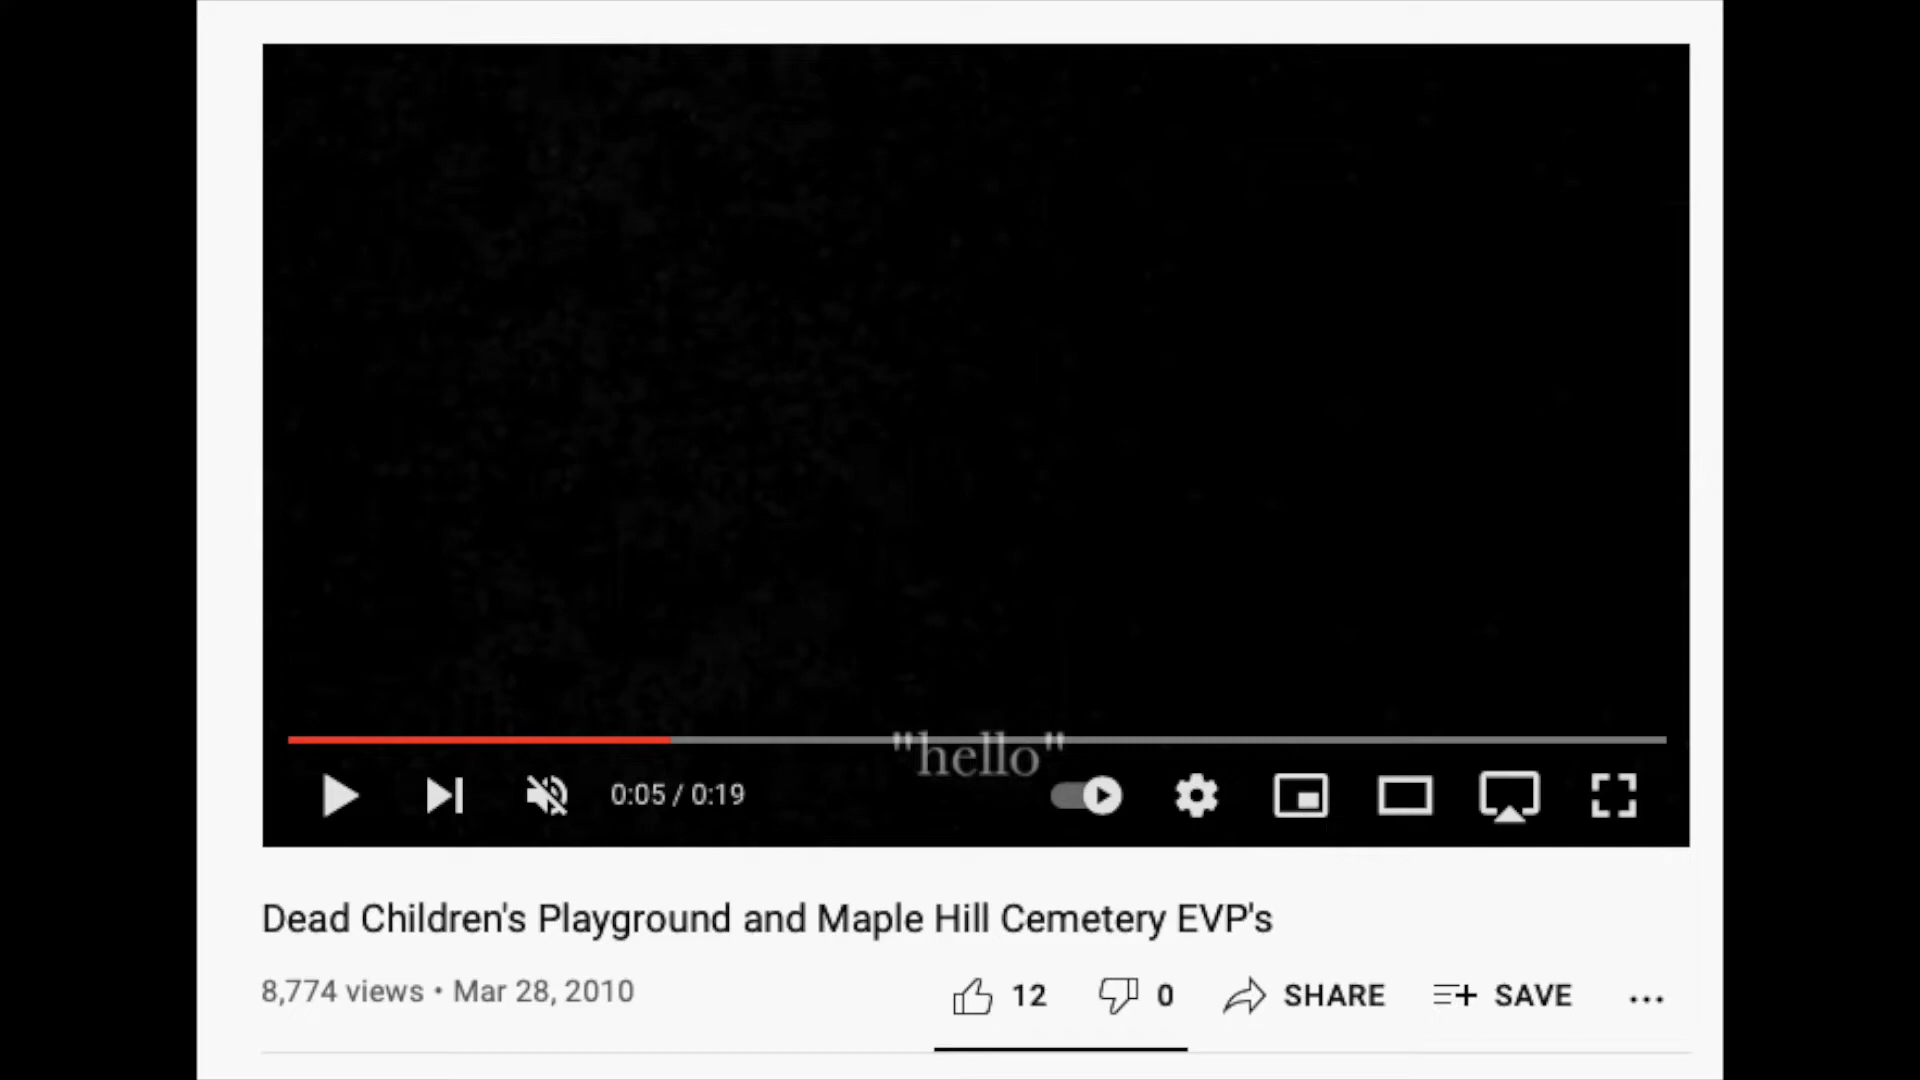 "hello"
0:05 / 0:19
Dead Children's Playground and Maple Hill Cemetery EVP's
8,774 views • Mar 28, 2010
12 0 SHARE SAVE